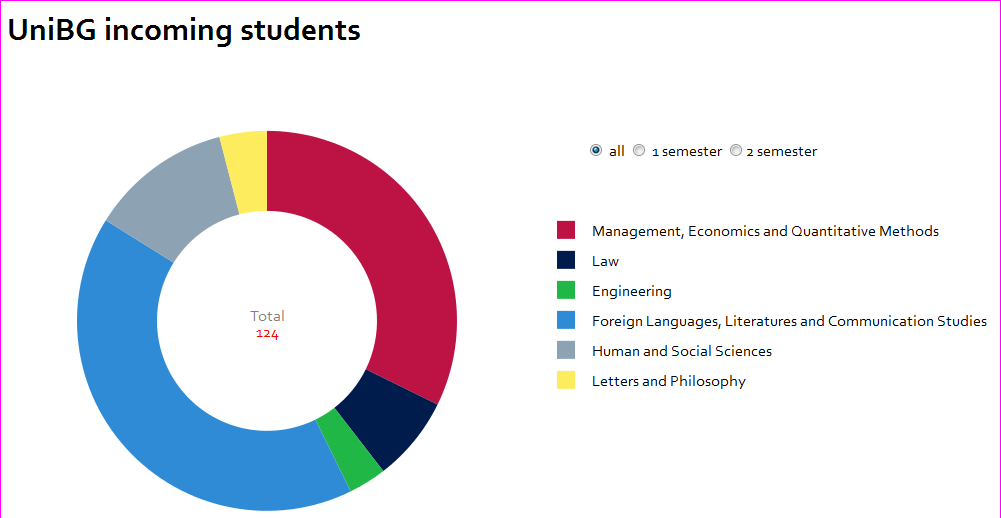 UniBG incoming students
all 1 semester 2 semester
Management, Economics and Quantitative Methods
Law
Engineering
Foreign Languages, Literatures and Communication Studies
Human and Social Sciences
Letters and Philosophy
Total
124